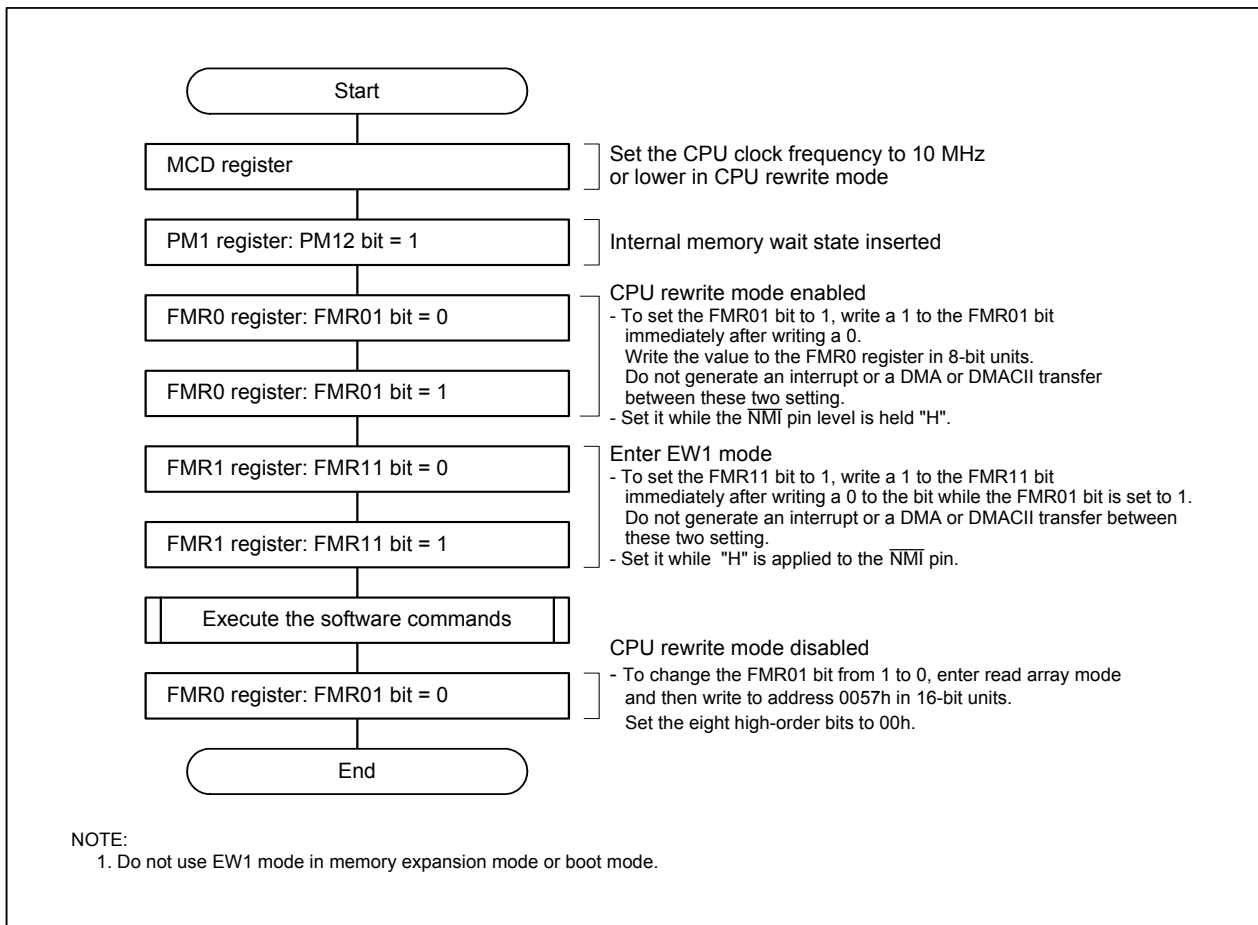 Start
MCD register
Set the CPU clock frequency to 10 MHz
or lower in CPU rewrite mode
PM1 register: PM12 bit = 1
Internal memory wait state inserted
FMR0 register: FMR01 bit = 0
FMR0 register: FMR01 bit = 1
CPU rewrite mode enabled
- To set the FMR01 bit to 1, write a 1 to the FMR01 bit
immediately after writing a 0.
Write the value to the FMR0 register in 8-bit units.
Do not generate an interrupt or a DMA or DMACII transfer
between these two setting.
- Set it while the N̅M̅I̅ pin level is held "H".
FMR1 register: FMR11 bit = 0
FMR1 register: FMR11 bit = 1
Enter EW1 mode
- To set the FMR11 bit to 1, write a 1 to the FMR11 bit
immediately after writing a 0 to the bit while the FMR01 bit is set to 1.
Do not generate an interrupt or a DMA or DMACII transfer between
these two setting.
- Set it while "H" is applied to the N̅M̅I̅ pin.
Execute the software commands
FMR0 register: FMR01 bit = 0
CPU rewrite mode disabled
- To change the FMR01 bit from 1 to 0, enter read array mode
and then write to address 0057h in 16-bit units.
Set the eight high-order bits to 00h.
End
NOTE:
1. Do not use EW1 mode in memory expansion mode or boot mode.